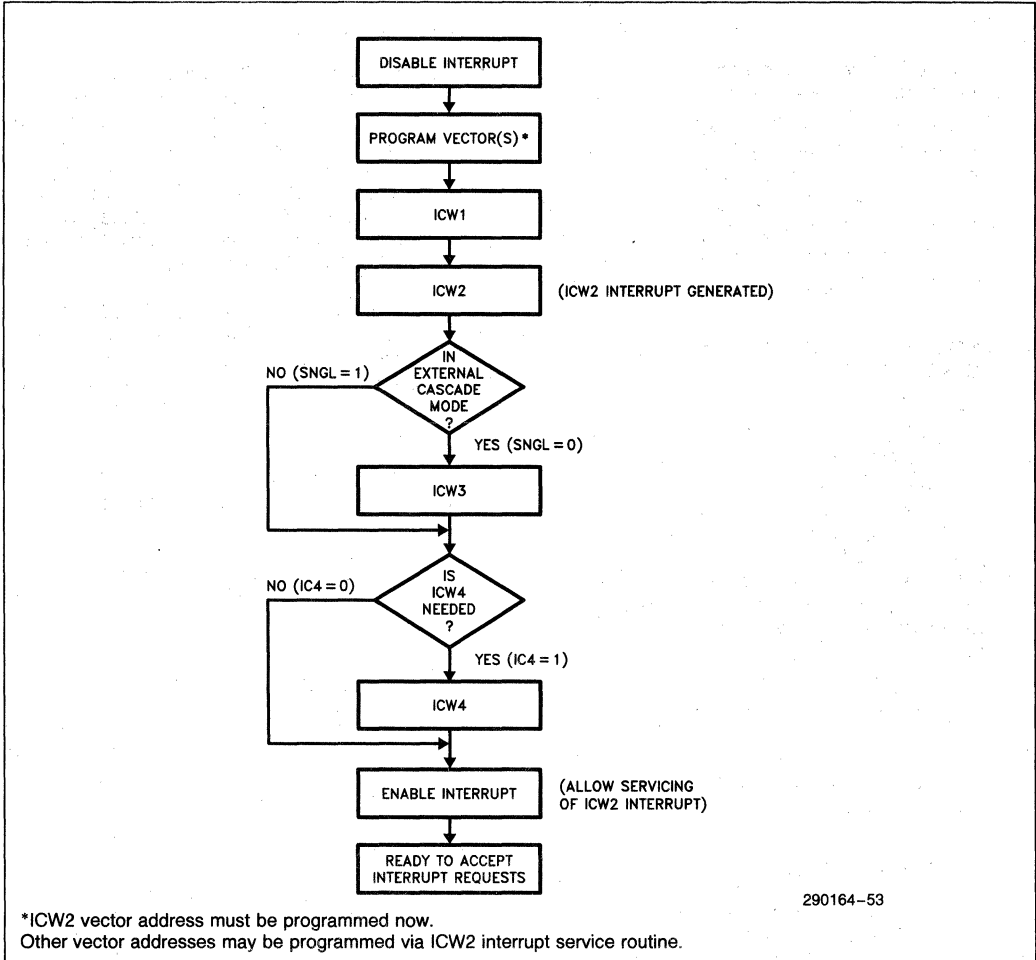 DISABLE INTERRUPT
PROGRAM VECTOR(S)*
ICW1
ICW2
(ICW2 INTERRUPT GENERATED)
IN
EXTERNAL
CASCADE
MODE
?
NO (SNGL = 1)
YES (SNGL = 0)
ICW3
IS
ICW4
NEEDED
?
NO (IC4 = 0)
YES (IC4 = 1)
ICW4
ENABLE INTERRUPT
(ALLOW SERVICING
OF ICW2 INTERRUPT)
READY TO ACCEPT
INTERRUPT REQUESTS
290164–53
*ICW2 vector address must be programmed now.
Other vector addresses may be programmed via ICW2 interrupt service routine.